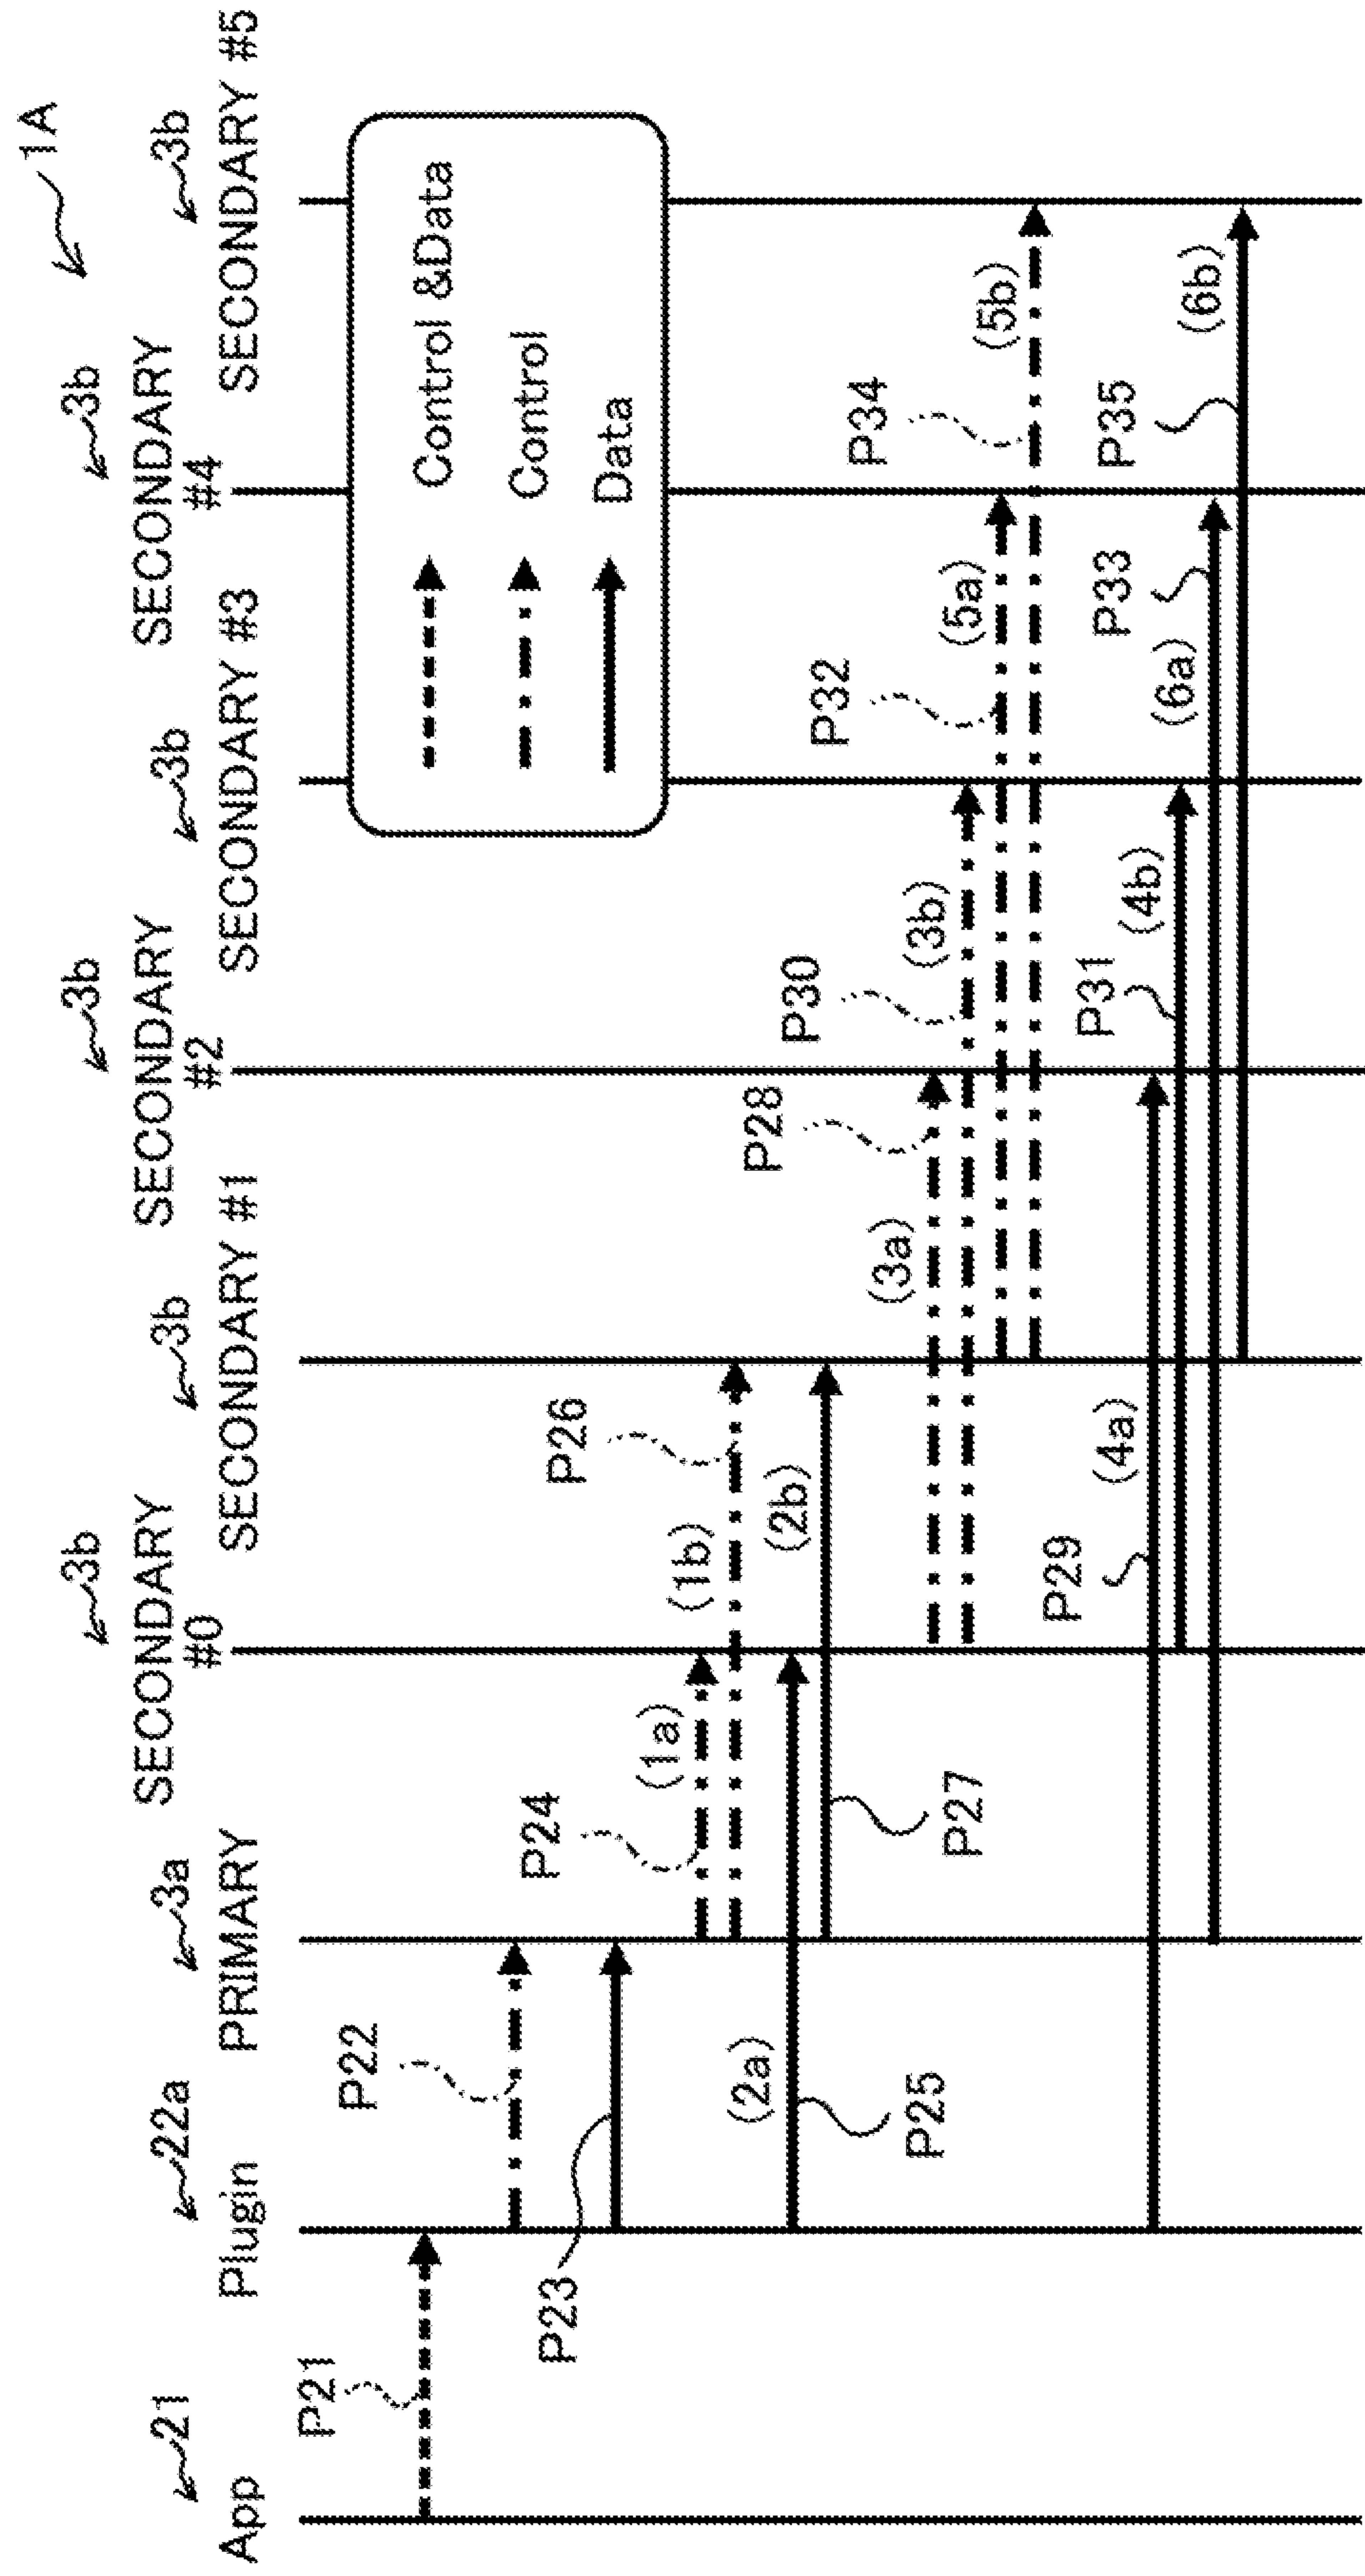 1A
21
App
22a
Plugin
3a
PRIMARY
3b
SECONDARY
#0
3b
SECONDARY #1
3b
SECONDARY
#2
3b
SECONDARY #3
3b
SECONDARY
#4
3b
SECONDARY #5
Control &Data
Control
Data
P21
P22
P23
P24
(1a)
P26
(1b)
(2a)
P25
(2b)
P27
P28
(3a)
P30
(3b)
P32
(5a)
P34
(5b)
P29
(4a)
P31
(4b)
P33
(6a)
P35
(6b)